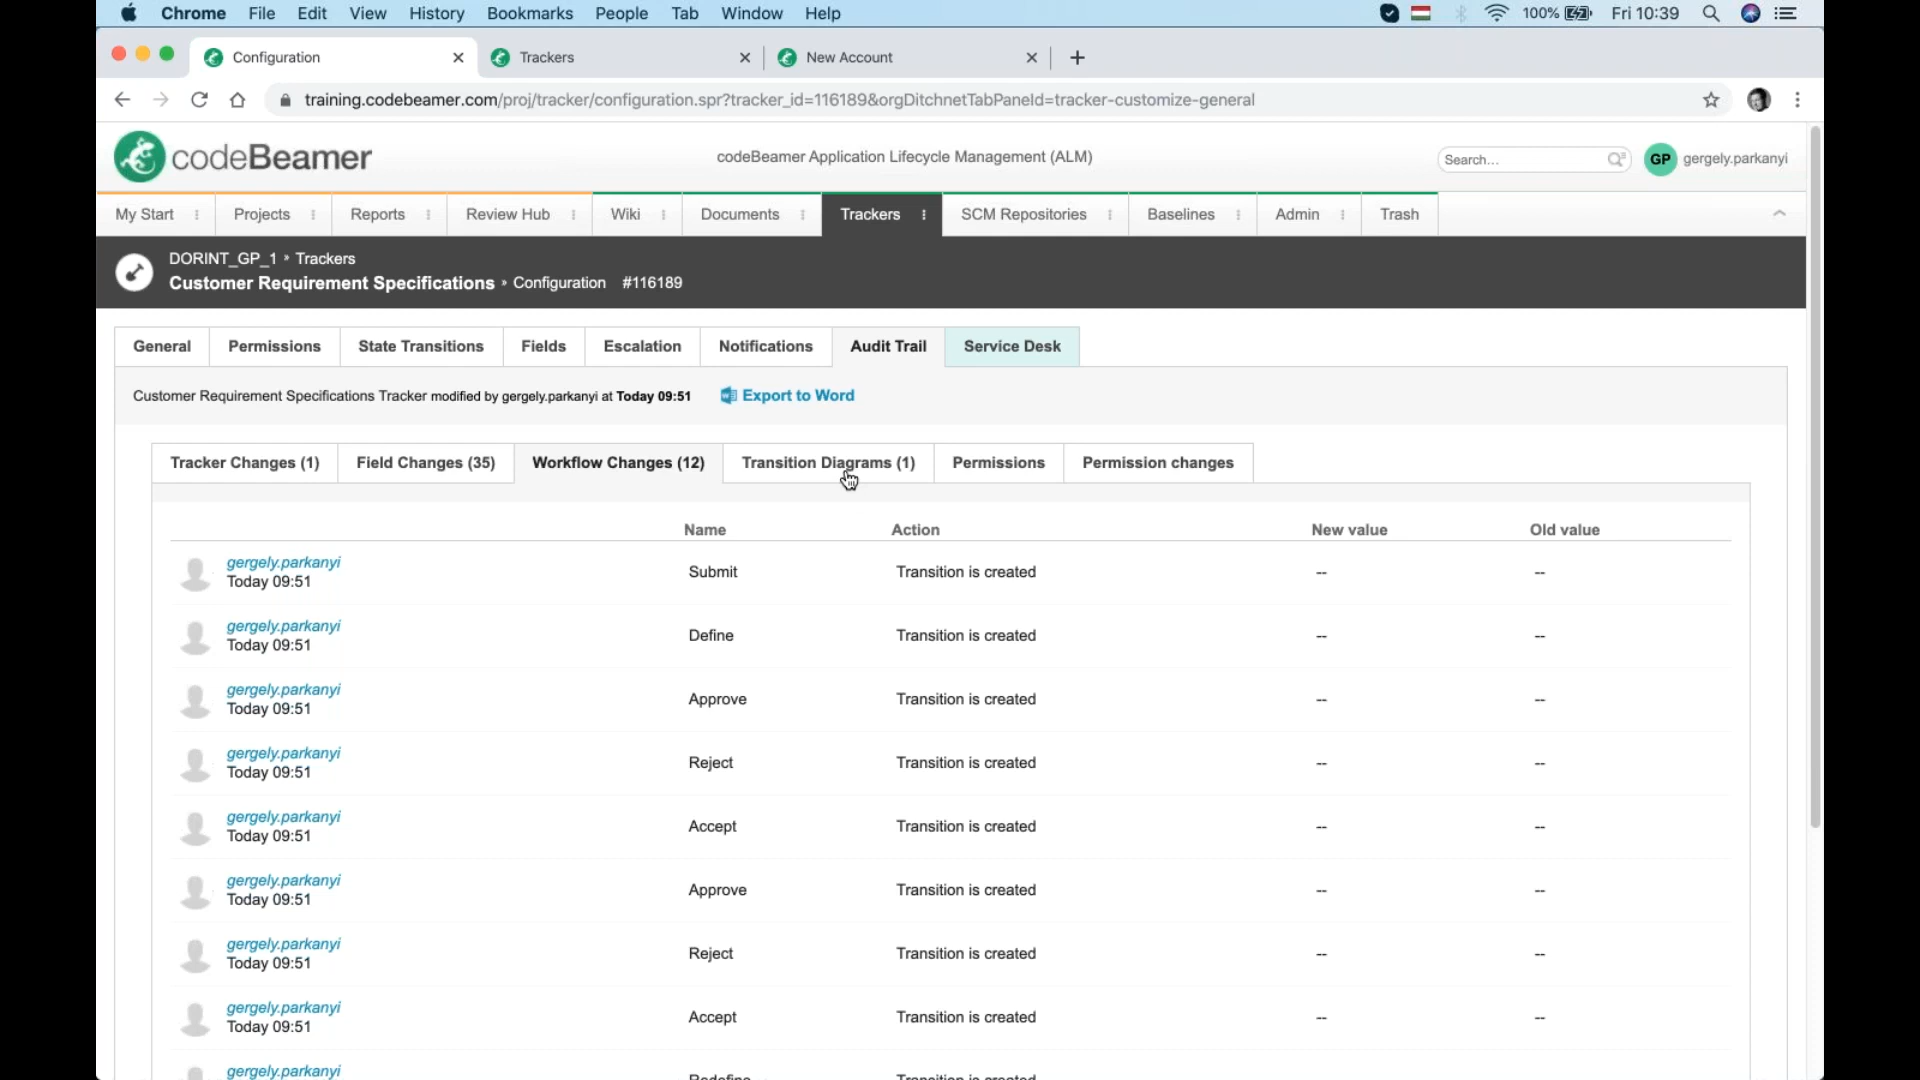 Chrome File Edit View History Bookmarks People Tab Window Help 100% Fri 10:39
Configuration Trackers New Account
training.codebeamer.com/proj/tracker/configuration.spr?tracker_id=116189&orgDitchnetTabPaneId=tracker-customize-general
codeBeamer codeBeamer Application Lifecycle Management (ALM) Search... GP gergely.parkanyi
My Start Projects Reports Review Hub Wiki Documents Trackers SCM Repositories Baselines Admin Trash
DORINT_GP_1 » Trackers
Customer Requirement Specifications » Configuration #116189
General Permissions State Transitions Fields Escalation Notifications Audit Trail Service Desk
Customer Requirement Specifications Tracker modified by gergely.parkanyi at Today 09:51 Export to Word
Tracker Changes (1) Field Changes (35) Workflow Changes (12) Transition Diagrams (1) Permissions Permission changes
Name Action New value Old value
gergely.parkanyi
Today 09:51 Submit Transition is created -- --
gergely.parkanyi
Today 09:51 Define Transition is created -- --
gergely.parkanyi
Today 09:51 Approve Transition is created -- --
gergely.parkanyi
Today 09:51 Reject Transition is created -- --
gergely.parkanyi
Today 09:51 Accept Transition is created -- --
gergely.parkanyi
Today 09:51 Approve Transition is created -- --
gergely.parkanyi
Today 09:51 Reject Transition is created -- --
gergely.parkanyi
Today 09:51 Accept Transition is created -- --
gergely.parkanyi